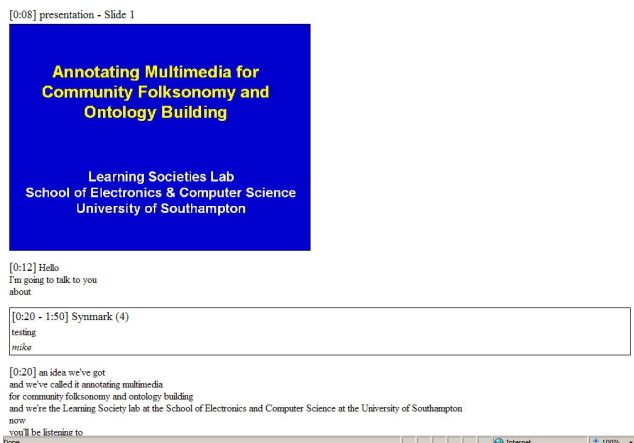 [0:08] presentation - Slide 1
Annotating Multimedia for
Community Folksonomy and
Ontology Building
Learning Societies Lab
School of Electronics & Computer Science
University of Southampton
[0:12] Hello
I'm going to talk to you
about
[0:20 - 1:50] Synmark (4)
testing
mike
[0:20] an idea we've got
and we've called it annotating multimedia
for community folksonomy and ontology building
and we're the Learning Society lab at the School of Electronics and Computer Science at the University of Southampton
now
you'll be listening to
Done Internet 100%